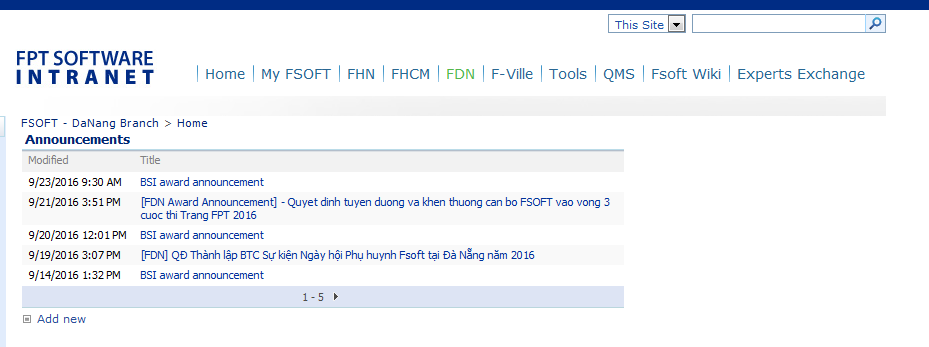 This Site
FPT SOFTWARE
INTRANET
Home | My FSOFT | FHN | FHCM | FDN | F-Ville | Tools | QMS | Fsoft Wiki | Experts Exchange
FSOFT - DaNang Branch > Home
Announcements
Modified Title
9/23/2016 9:30 AM BSI award announcement
9/21/2016 3:51 PM [FDN Award Announcement] - Quyet dinh tuyen duong va khen thuong can bo FSOFT vao vong 3
cuoc thi Trang FPT 2016
9/20/2016 12:01 PM BSI award announcement
9/19/2016 3:07 PM [FDN] QĐ Thành lập BTC Sự kiện Ngày hội Phụ huynh Fsoft tại Đà Nẵng năm 2016
9/14/2016 1:32 PM BSI award announcement
1 - 5
Add new